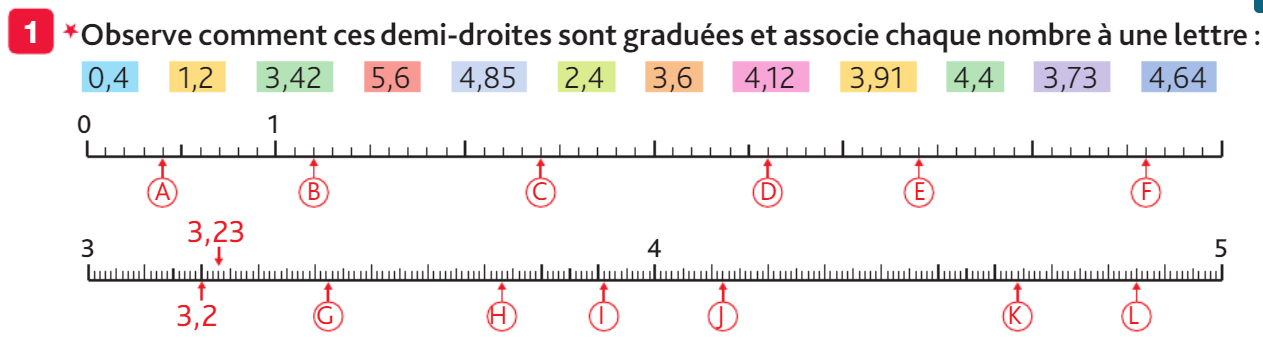 1 *Observe comment ces demi-droites sont graduées et associe chaque nombre à une lettre :
0,4 1,2 3,42 5,6 4,85 2,4 3,6 4,12 3,91 4,4 3,73 4,64
0 1
A B C D E F
3,23
3 4 5
3,2 G H I J K L